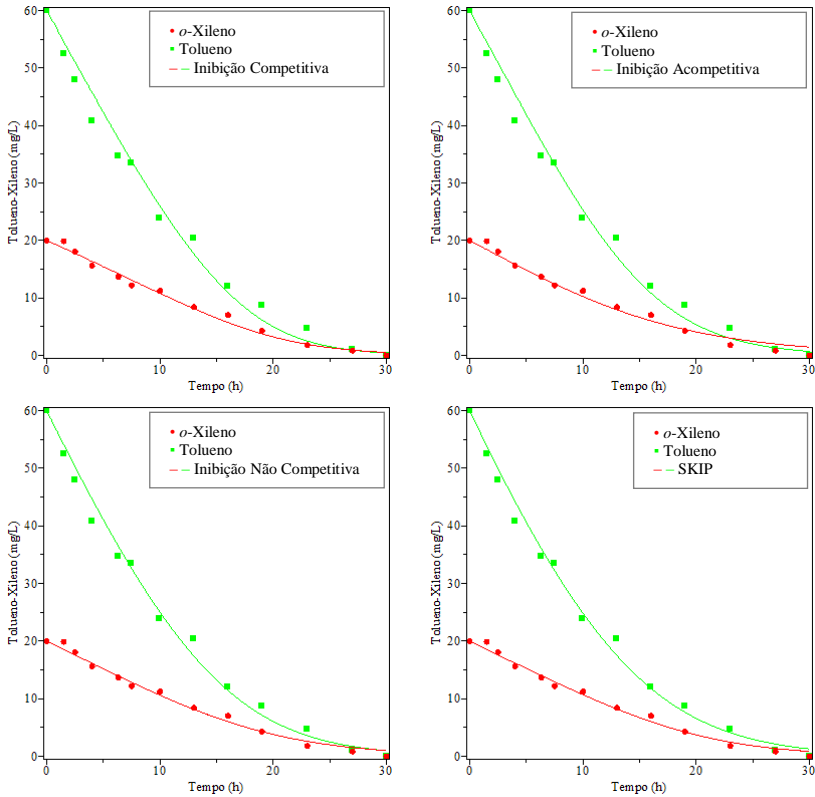 60
50
40
30
20
10
0
Tolueno-Xileno (mg/L)
o-Xileno
Tolueno
Inibição Competitiva
0 10 20 30
Tempo (h)
60
50
40
30
20
10
0
Tolueno-Xileno (mg/L)
o-Xileno
Tolueno
Inibição Acompetitiva
0 10 20 30
Tempo (h)
60
50
40
30
20
10
0
Tolueno-Xileno (mg/L)
o-Xileno
Tolueno
Inibição Não Competitiva
0 10 20 30
Tempo (h)
60
50
40
30
20
10
0
Tolueno-Xileno (mg/L)
o-Xileno
Tolueno
SKIP
0 10 20 30
Tempo (h)